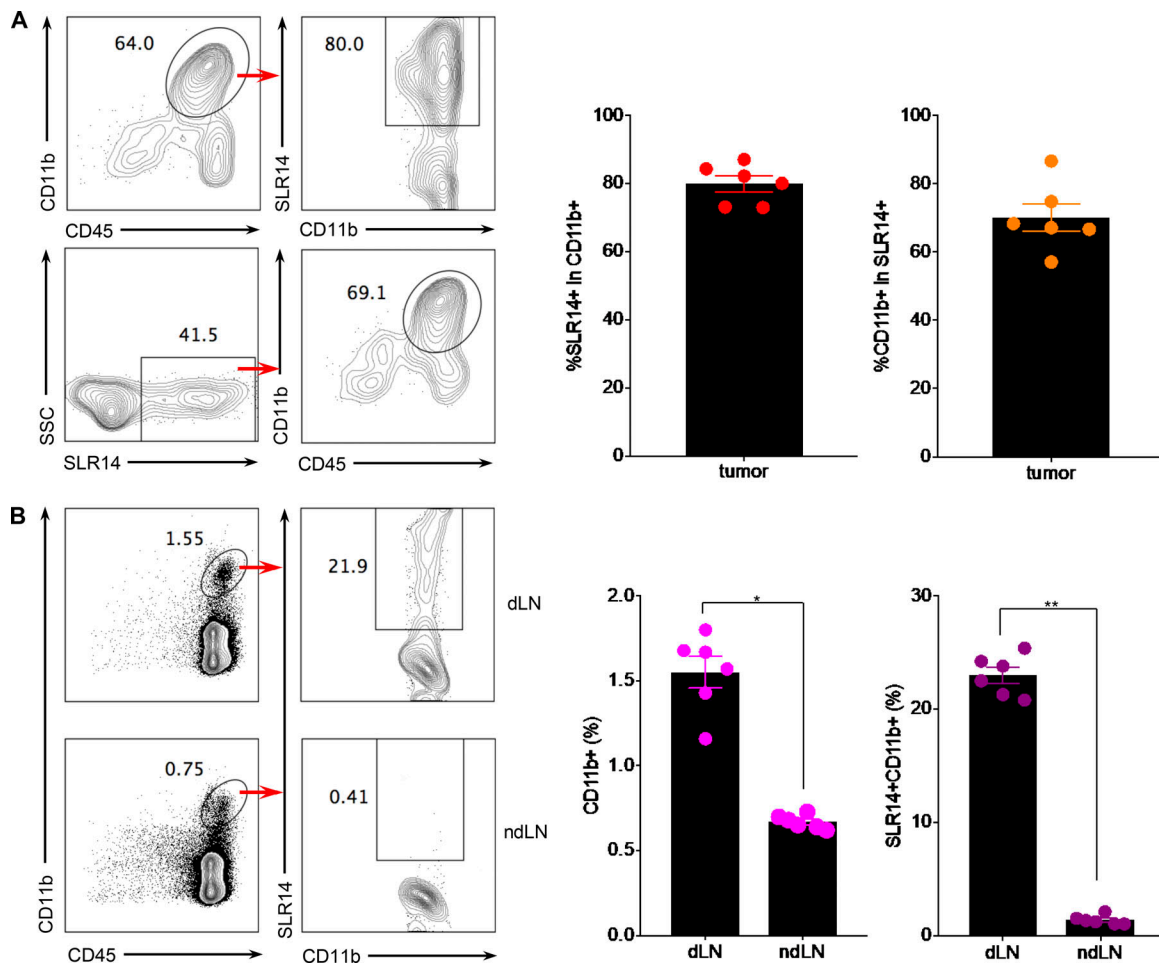 A
CD11b
64.0
CD45
SLR14
80.0
CD11b
SSC
41.5
SLR14
CD11b
69.1
CD45
%SLR14+ In CD11b+
100
80
60
40
20
0
tumor
%CD11b+ In SLR14+
100
80
60
40
20
0
tumor
B
CD11b
1.55
SLR14
21.9
dLN
0.75
CD45
0.41
CD11b
ndLN
CD11b+ (%)
2.0
1.5
1.0
0.5
0.0
*
dLN ndLN
SLR14+CD11b+ (%)
30
20
10
0
**
dLN ndLN